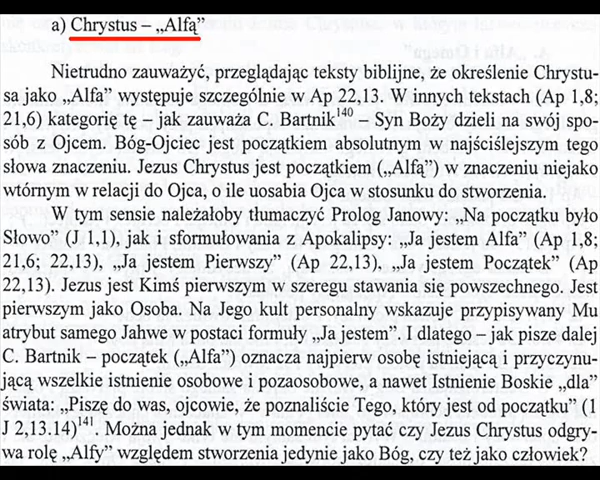 a) Chrystus – „Alfą”
Nietrudno zauważyć, przeglądając teksty biblijne, że określenie Chrystu-
sa jako „Alfa” występuje szczególnie w Ap 22,13. W innych tekstach (Ap 1,8;
21,6) kategorię tę – jak zauważa C. Bartnik140 – Syn Boży dzieli na swój spo-
sób z Ojcem. Bóg-Ojciec jest początkiem absolutnym w najściślejszym tego
słowa znaczeniu. Jezus Chrystus jest początkiem („Alfą”) w znaczeniu niejako
wtórnym w relacji do Ojca, o ile uosabia Ojca w stosunku do stworzenia.
W tym sensie należałoby tłumaczyć Prolog Janowy: „Na początku było
Słowo” (J 1,1), jak i sformułowania z Apokalipsy: „Ja jestem Alfa” (Ap 1,8;
21,6; 22,13), „Ja jestem Pierwszy” (Ap 22,13), „Ja jestem Początek” (Ap
22,13). Jezus jest Kimś pierwszym w szeregu stawania się powszechnego. Jest
pierwszym jako Osoba. Na Jego kult personalny wskazuje przypisywany Mu
atrybut samego Jahwe w postaci formuły „Ja jestem”. I dlatego – jak pisze dalej
C. Bartnik – początek („Alfa”) oznacza najpierw osobę istniejącą i przyczynu-
jącą wszelkie istnienie osobowe i pozaosobowe, a nawet Istnienie Boskie „dla”
świata: „Piszę do was, ojcowie, że poznaliście Tego, który jest od początku” (1
J 2,13.14)141. Można jednak w tym momencie pytać czy Jezus Chrystus odgry-
wa rolę „Alfy” względem stworzenia jedynie jako Bóg, czy też jako człowiek?